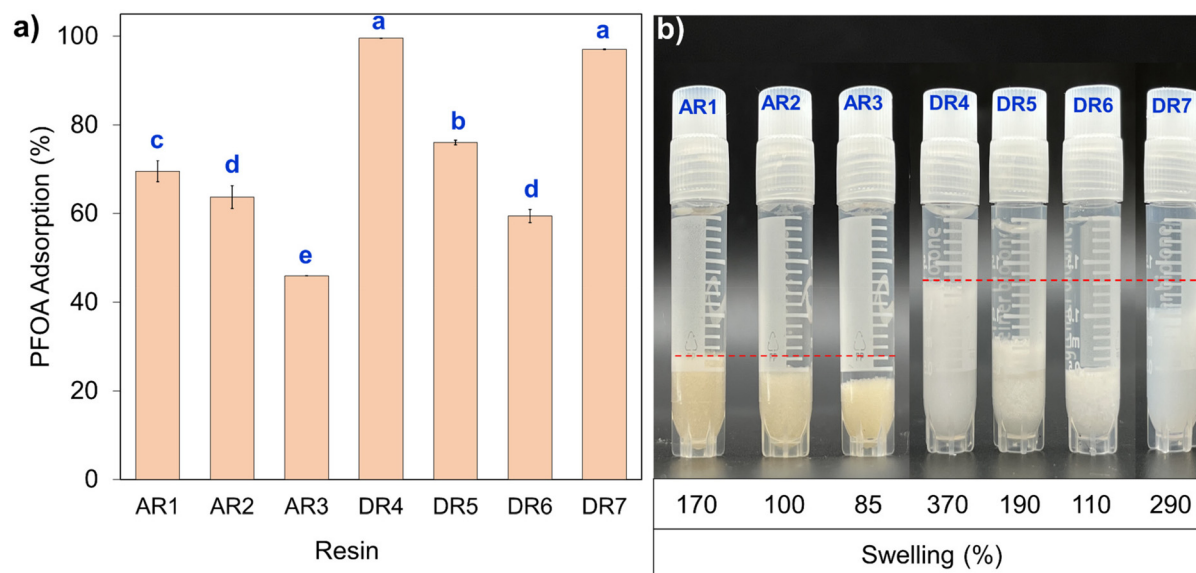 a)
PFOA Adsorption (%)
100
80
60
40
20
0
c
d
e
a
b
d
a
AR1 AR2 AR3 DR4 DR5 DR6 DR7
Resin
b)
AR1 AR2 AR3 DR4 DR5 DR6 DR7
170 100 85 370 190 110 290
Swelling (%)